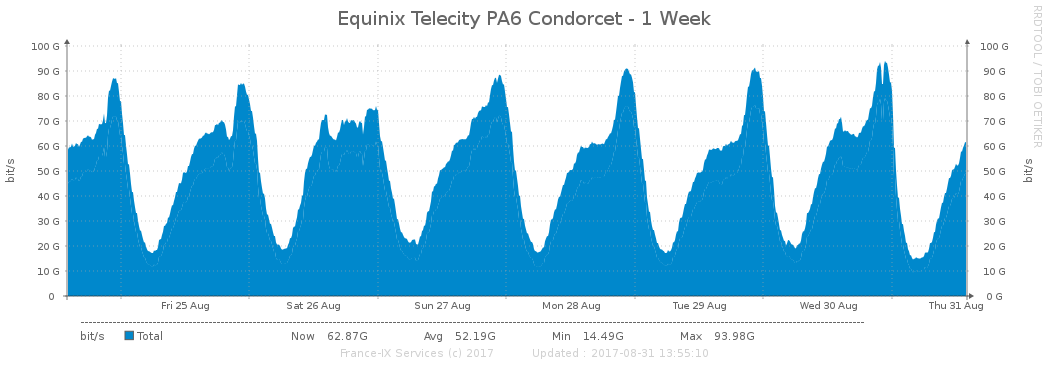 Equinix Telecity PA6 Condorcet - 1 Week
RRDTOOL / TOBI OETIKER
100 G 100 G
90 G 90 G
80 G 80 G
70 G 70 G
60 G 60 G
50 G 50 G
40 G 40 G
30 G 30 G
20 G 20 G
10 G 10 G
0 0 G
bit/s
bit/s
Fri 25 Aug Sat 26 Aug Sun 27 Aug Mon 28 Aug Tue 29 Aug Wed 30 Aug Thu 31 Aug
bit/s Total Now 62.87G Avg 52.19G Min 14.49G Max 93.98G
France-IX Services (c) 2017 Updated : 2017-08-31 13:55:10